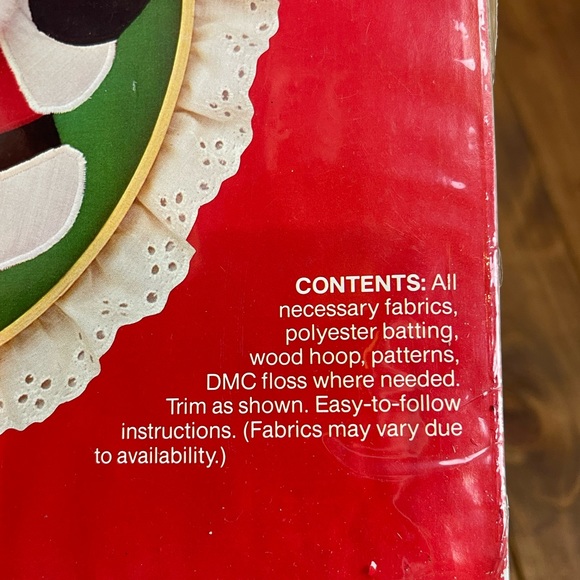 CONTENTS: All
necessary fabrics,
polyester batting,
wood hoop, patterns,
DMC floss where needed.
Trim as shown. Easy-to-follow
instructions. (Fabrics may vary due
to availability.)